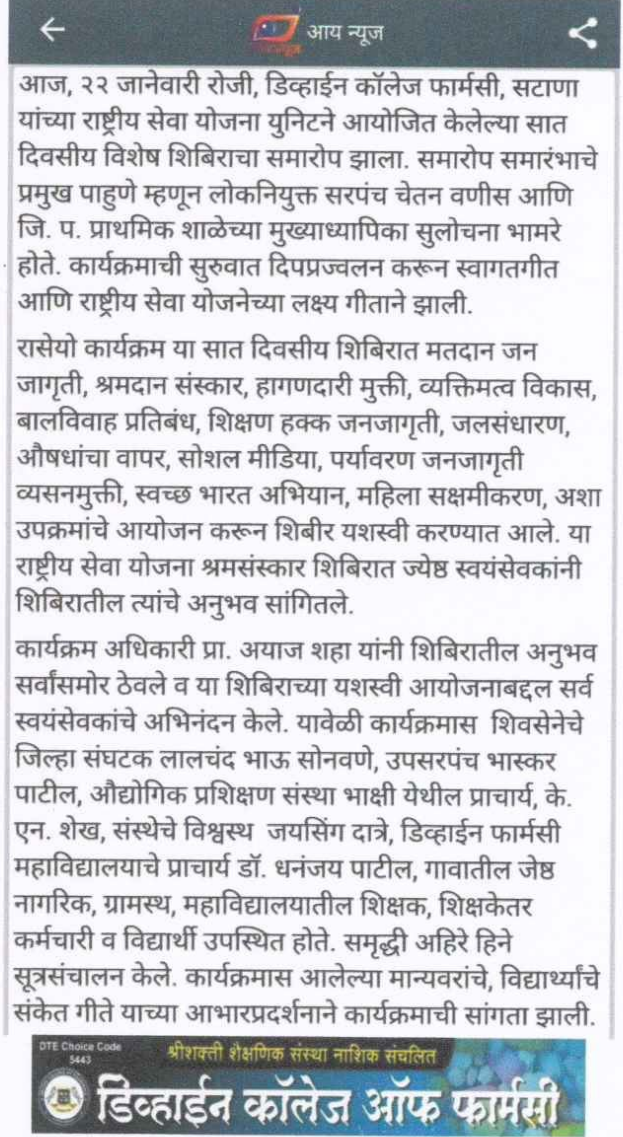 आय न्यूज
आज, २२ जानेवारी रोजी, डिव्हाईन कॉलेज फार्मसी, सटाणा
यांच्या राष्ट्रीय सेवा योजना युनिटने आयोजित केलेल्या सात
दिवसीय विशेष शिबिराचा समारोप झाला. समारोप समारंभाचे
प्रमुख पाहुणे म्हणून लोकनियुक्त सरपंच चेतन वणीस आणि
जि. प. प्राथमिक शाळेच्या मुख्याध्यापिका सुलोचना भामरे
होते. कार्यक्रमाची सुरुवात दिपप्रज्वलन करून स्वागतगीत
आणि राष्ट्रीय सेवा योजनेच्या लक्ष्य गीताने झाली.
रासेयो कार्यक्रम या सात दिवसीय शिबिरात मतदान जन
जागृती, श्रमदान संस्कार, हागणदारी मुक्ती, व्यक्तिमत्व विकास,
बालविवाह प्रतिबंध, शिक्षण हक्क जनजागृती, जलसंधारण,
औषधांचा वापर, सोशल मीडिया, पर्यावरण जनजागृती
व्यसनमुक्ती, स्वच्छ भारत अभियान, महिला सक्षमीकरण, अशा
उपक्रमांचे आयोजन करून शिबीर यशस्वी करण्यात आले. या
राष्ट्रीय सेवा योजना श्रमसंस्कार शिबिरात ज्येष्ठ स्वयंसेवकांनी
शिबिरातील त्यांचे अनुभव सांगितले.
कार्यक्रम अधिकारी प्रा. अयाज शहा यांनी शिबिरातील अनुभव
सर्वांसमोर ठेवले व या शिबिराच्या यशस्वी आयोजनाबद्दल सर्व
स्वयंसेवकांचे अभिनंदन केले. यावेळी कार्यक्रमास शिवसेनेचे
जिल्हा संघटक लालचंद भाऊ सोनवणे, उपसरपंच भास्कर
पाटील, औद्योगिक प्रशिक्षण संस्था भाक्षी येथील प्राचार्य, के.
एन. शेख, संस्थेचे विश्वस्थ जयसिंग दात्रे, डिव्हाईन फार्मसी
महाविद्यालयाचे प्राचार्य डॉ. धनंजय पाटील, गावातील जेष्ठ
नागरिक, ग्रामस्थ, महाविद्यालयातील शिक्षक, शिक्षकेतर
कर्मचारी व विद्यार्थी उपस्थित होते. समृद्धी अहिरे हिने
सूत्रसंचालन केले. कार्यक्रमास आलेल्या मान्यवरांचे, विद्यार्थ्यांचे
संकेत गीते याच्या आभारप्रदर्शनाने कार्यक्रमाची सांगता झाली.
DTE Choice Code
5443
श्रीशक्ती शैक्षणिक संस्था नाशिक संचलित
डिव्हाईन कॉलेज ऑफ फार्मसी